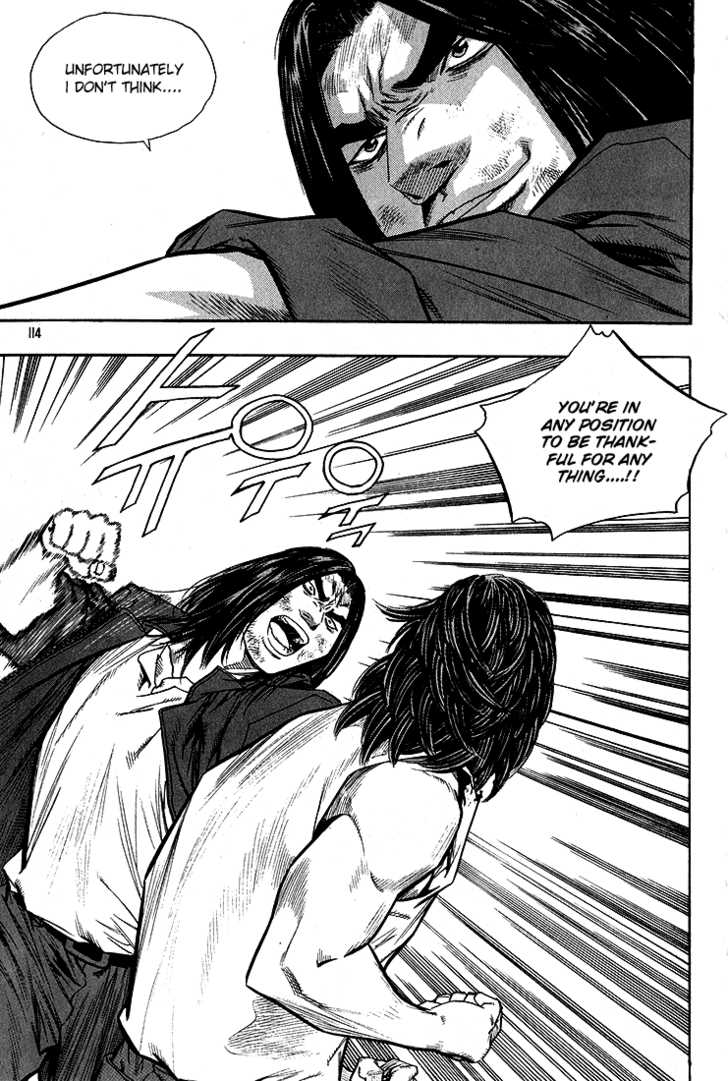 UNFORTUNATELY
I DON'T THINK....
114
YOU'RE IN
ANY POSITION
TO BE THANK-
FUL FOR ANY
THING....!!